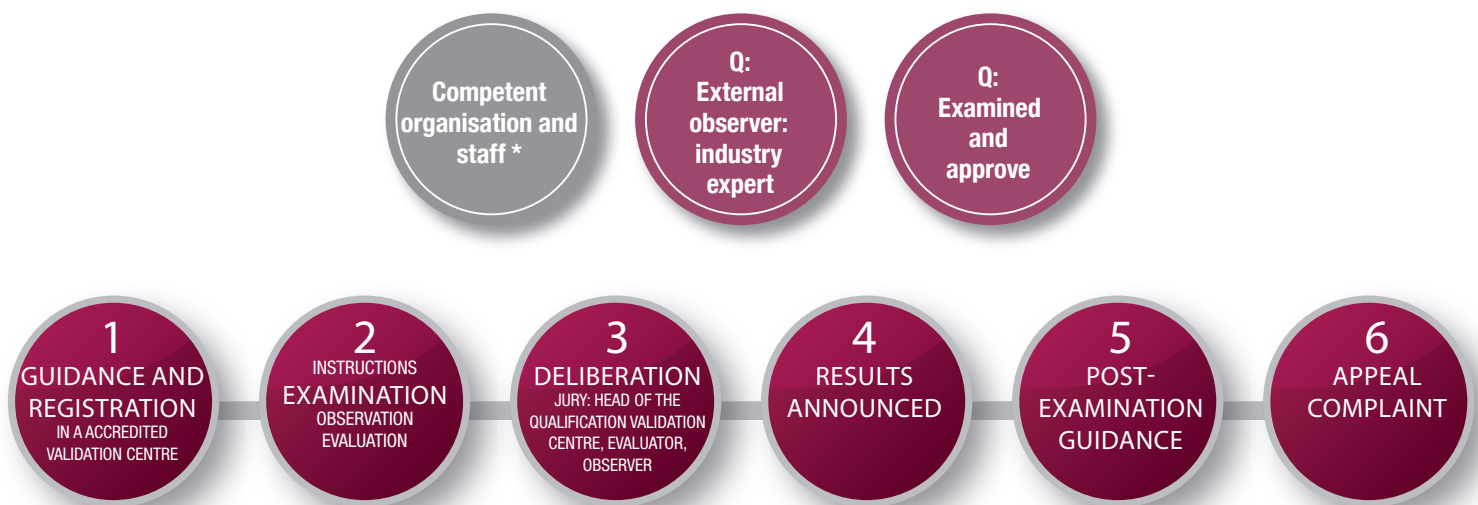 Competent
organisation and
staff *
Q:
External
observer:
industry
expert
Q:
Examined
and
approve
1
GUIDANCE AND
REGISTRATION
IN A ACCREDITED
VALIDATION CENTRE
2
INSTRUCTIONS
EXAMINATION
OBSERVATION
EVALUATION
3
DELIBERATION
JURY: HEAD OF THE
QUALIFICATION VALIDATION
CENTRE, EVALUATOR,
OBSERVER
4
RESULTS
ANNOUNCED
5
POST-
EXAMINATION
GUIDANCE
6
APPEAL
COMPLAINT